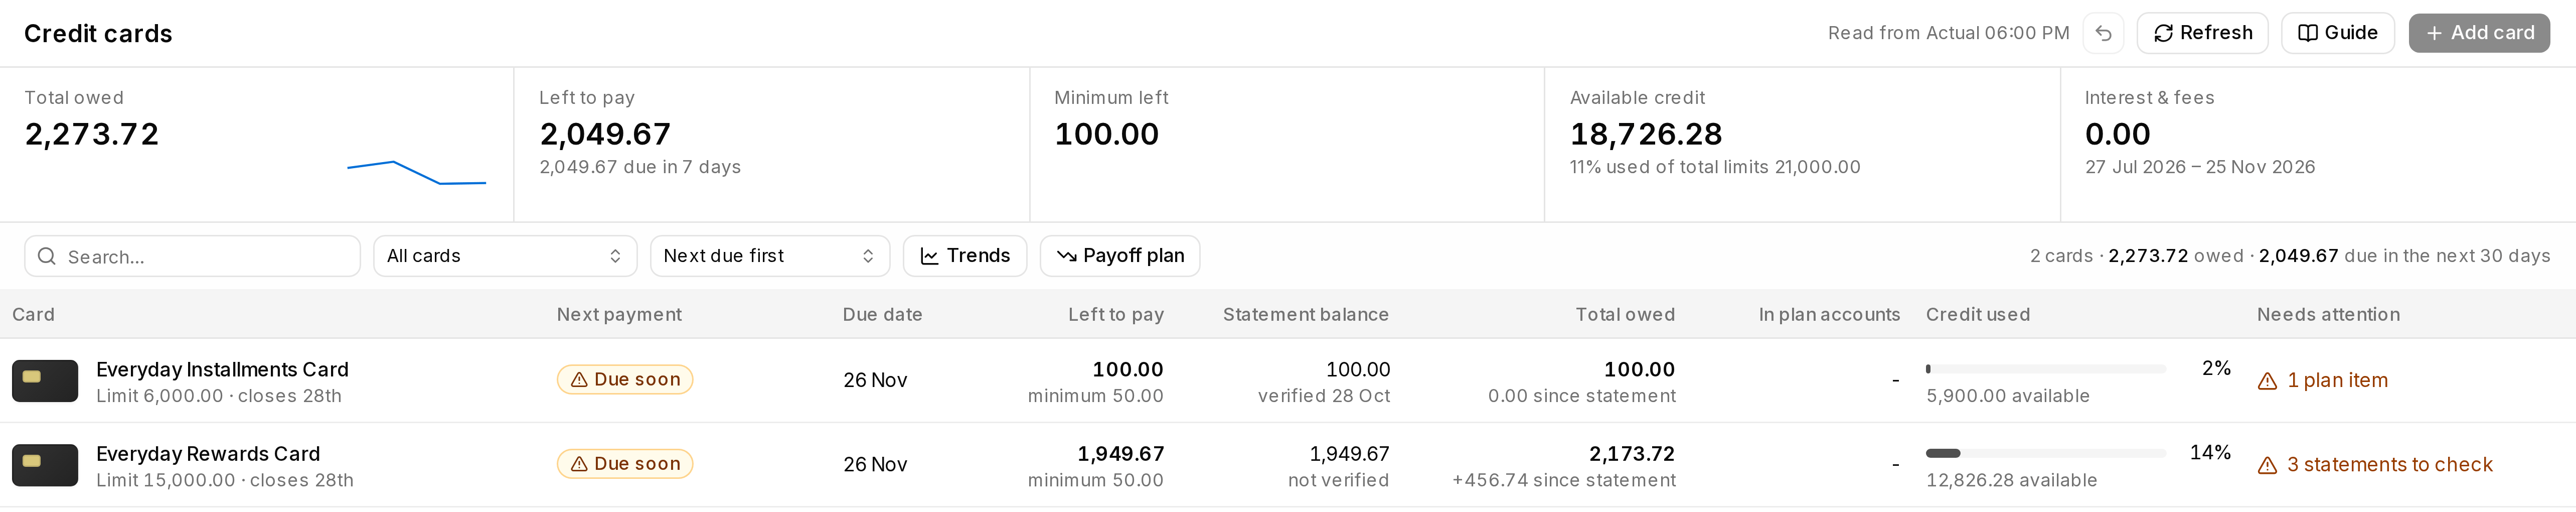 Credit cards
Read from Actual 06:00 PM
Refresh
Guide
Add card
Total owed
2,273.72
Left to pay
2,049.67
2,049.67 due in 7 days
Minimum left
100.00
Available credit
18,726.28
11% used of total limits 21,000.00
Interest & fees
0.00
27 Jul 2026 – 25 Nov 2026
Search...
All cards
Next due first
Trends
Payoff plan
2 cards · 2,273.72 owed · 2,049.67 due in the next 30 days
Card
Next payment
Due date
Left to pay
Statement balance
Total owed
In plan accounts
Credit used
Needs attention
Everyday Installments Card
Limit 6,000.00 · closes 28th
Due soon
26 Nov
100.00
minimum 50.00
100.00
verified 28 Oct
100.00
0.00 since statement
-
2%
5,900.00 available
1 plan item
Everyday Rewards Card
Limit 15,000.00 · closes 28th
Due soon
26 Nov
1,949.67
minimum 50.00
1,949.67
not verified
2,173.72
+456.74 since statement
-
14%
12,826.28 available
3 statements to check